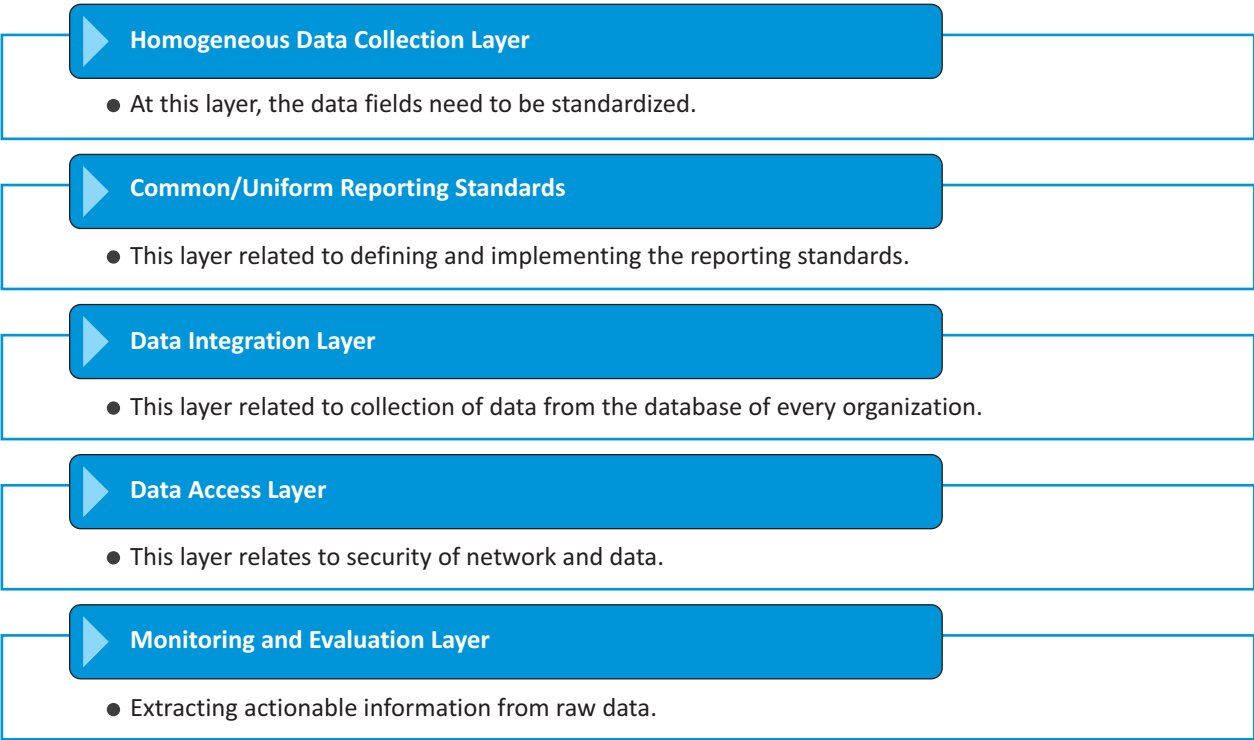 Homogeneous Data Collection Layer
● At this layer, the data fields need to be standardized.
Common/Uniform Reporting Standards
● This layer related to defining and implementing the reporting standards.
Data Integration Layer
● This layer related to collection of data from the database of every organization.
Data Access Layer
● This layer relates to security of network and data.
Monitoring and Evaluation Layer
● Extracting actionable information from raw data.